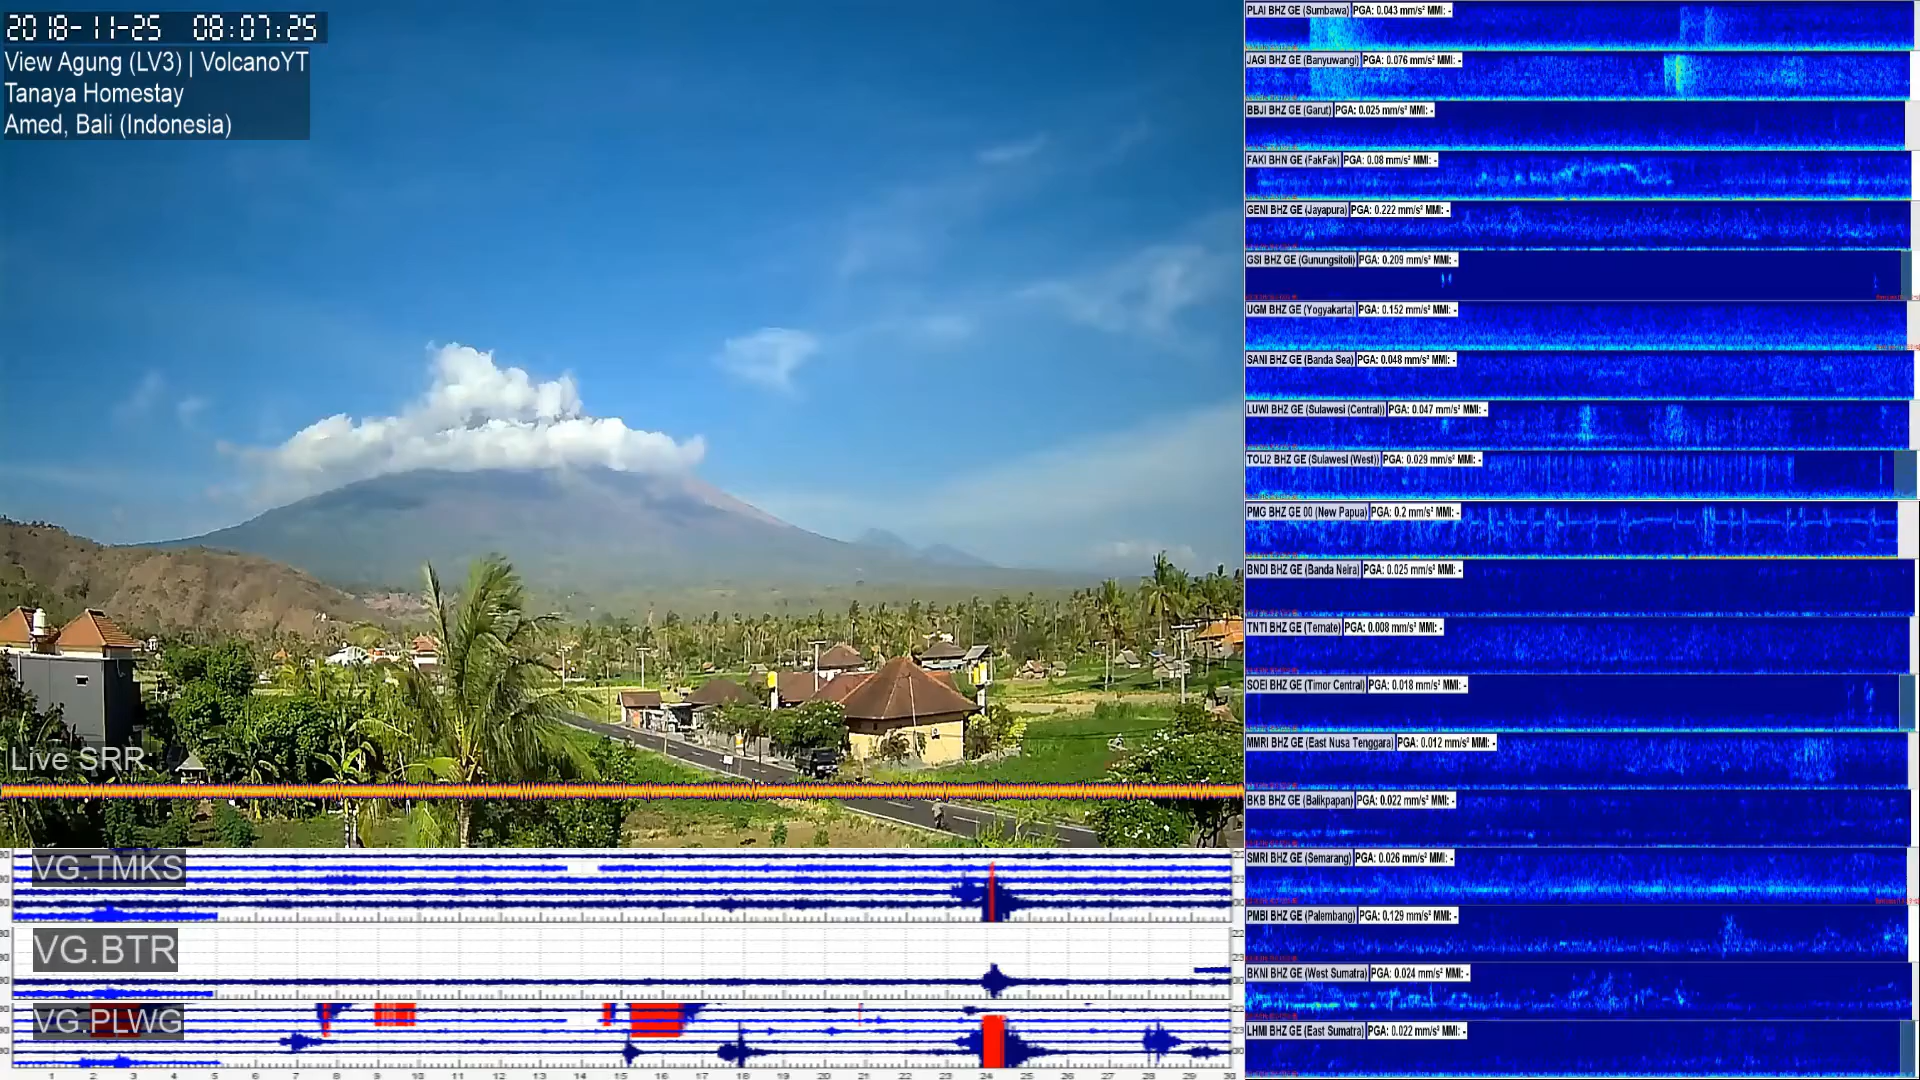 2018-11-25 08:07:25
View Agung (LV3) | VolcanoYT
Tanaya Homestay
Amed, Bali (Indonesia)
Live SRR:
VG.TMKS
VG.BTR
VG.PLWG
1 2 3 4 5 6 7 8 9 10 11 12 13 14 15 16 17 18 19 20 21 22 23 24 25 26 27 28 29 30
PLAI BHZ GE (Sumbawa) PGA: 0.043 mm/s² MMI: -
JAGI BHZ GE (Banyuwangi) PGA: 0.076 mm/s² MMI: -
BBJI BHZ GE (Garut) PGA: 0.025 mm/s² MMI: -
FAKI BHN GE (FakFak) PGA: 0.08 mm/s² MMI: -
GENI BHZ GE (Jayapura) PGA: 0.222 mm/s² MMI: -
GSI BHZ GE (Gunungsitoli) PGA: 0.209 mm/s² MMI: -
UGM BHZ GE (Yogyakarta) PGA: 0.152 mm/s² MMI: -
SANI BHZ GE (Banda Sea) PGA: 0.048 mm/s² MMI: -
LUWI BHZ GE (Sulawesi (Central)) PGA: 0.047 mm/s² MMI: -
TOLI2 BHZ GE (Sulawesi (West)) PGA: 0.029 mm/s² MMI: -
PMG BHZ GE 00 (New Papua) PGA: 0.2 mm/s² MMI: -
BNDI BHZ GE (Banda Neira) PGA: 0.025 mm/s² MMI: -
TNTI BHZ GE (Ternate) PGA: 0.008 mm/s² MMI: -
SOEI BHZ GE (Timor Central) PGA: 0.018 mm/s² MMI: -
MMRI BHZ GE (East Nusa Tenggara) PGA: 0.012 mm/s² MMI: -
BKB BHZ GE (Balikpapan) PGA: 0.022 mm/s² MMI: -
SMRI BHZ GE (Semarang) PGA: 0.026 mm/s² MMI: -
PMBI BHZ GE (Palembang) PGA: 0.129 mm/s² MMI: -
BKNI BHZ GE (West Sumatra) PGA: 0.024 mm/s² MMI: -
LHMI BHZ GE (East Sumatra) PGA: 0.022 mm/s² MMI: -